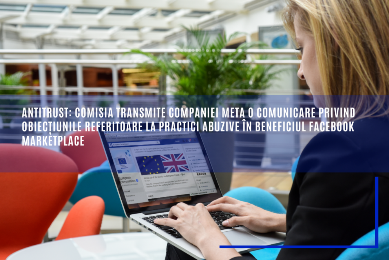 ANTITRUST: COMISIA TRANSMITE COMPANIEI META O COMUNICARE PRIVIND
OBIECȚIUNILE REFERITOARE LA PRACTICI ABUZIVE ÎN BENEFICIUL FACEBOOK
MARKETPLACE